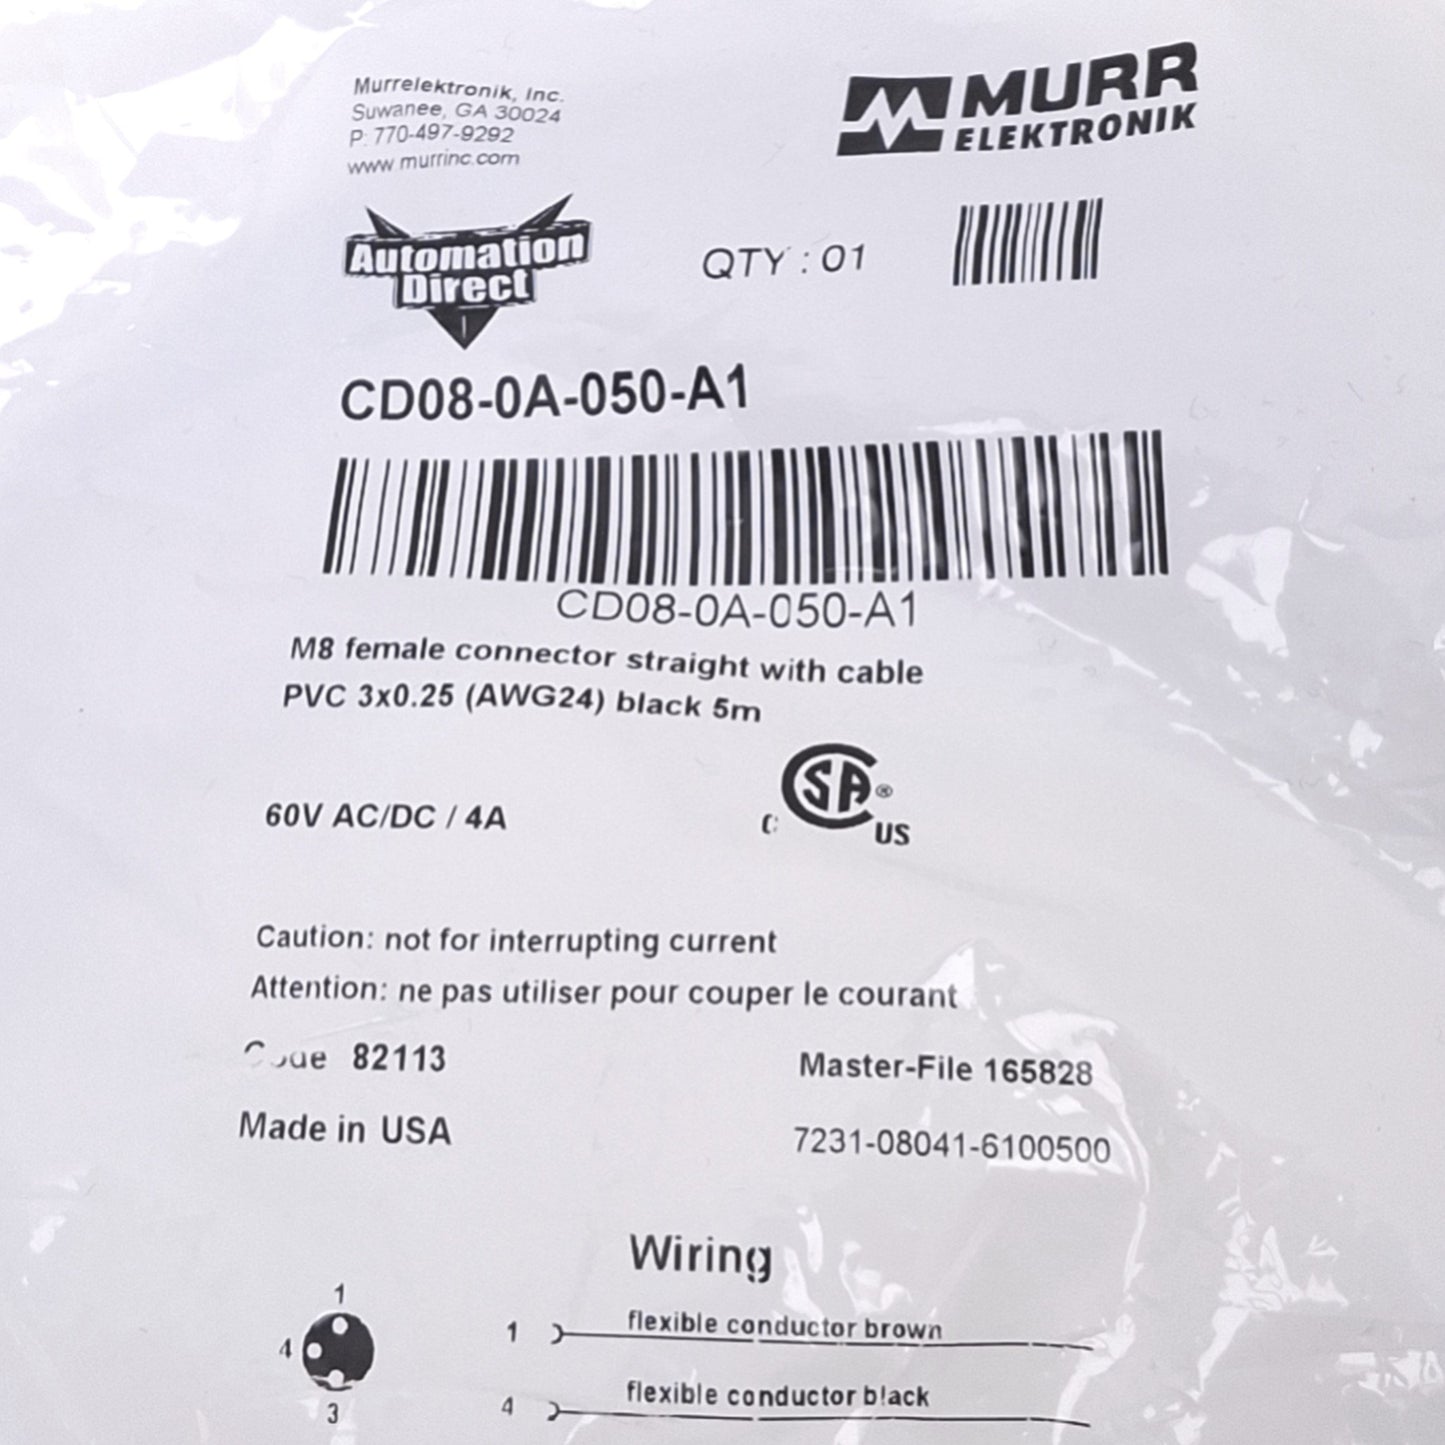 Murrelektronik, Inc.
Suwanee, GA 30024
P: 770-497-9292
www.murrinc.com
MURR
ELEKTRONIK
Automation
Direct
QTY : 01
CD08-0A-050-A1
CD08-0A-050-A1
M8 female connector straight with cable
PVC 3x0.25 (AWG24) black 5m
60V AC/DC / 4A
C SA ® US
Caution: not for interrupting current
Attention: ne pas utiliser pour couper le courant
Code 82113
Master-File 165828
Made in USA
7231-08041-6100500
Wiring
1
4
3
1 flexible conductor brown
4 flexible conductor black